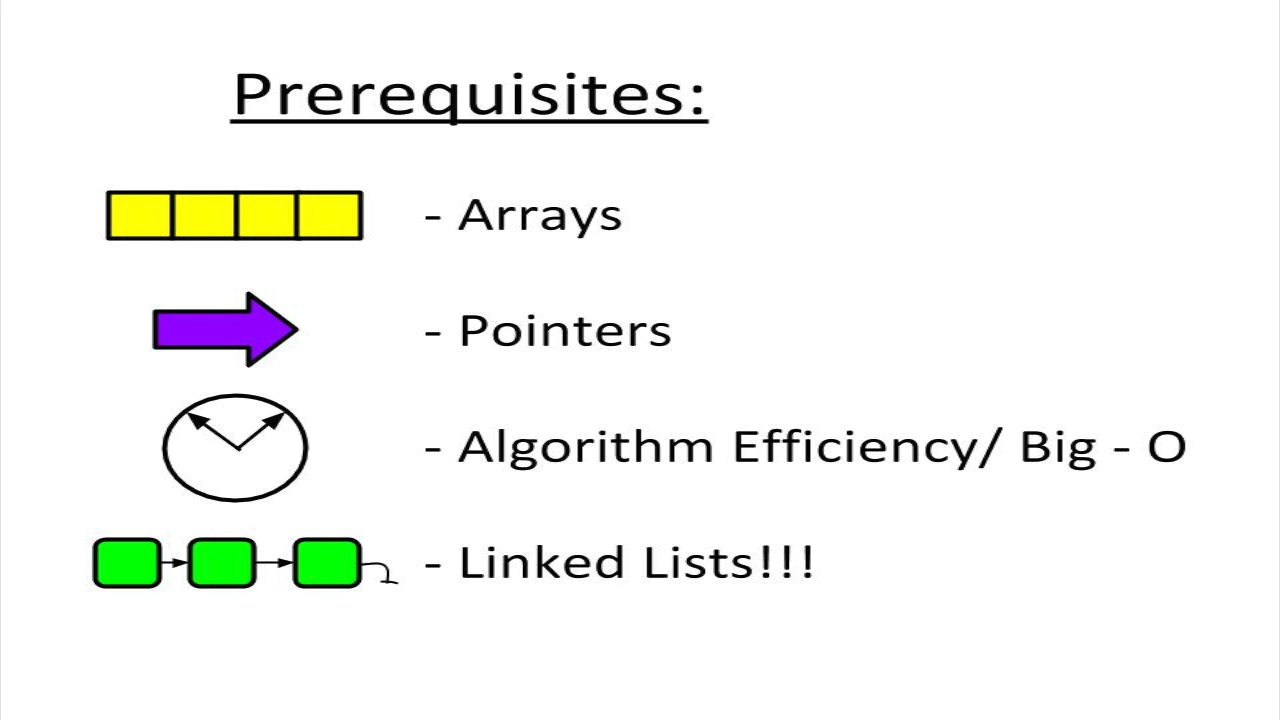 Prerequisites:
- Arrays
- Pointers
- Algorithm Efficiency/ Big - O
- Linked Lists!!!